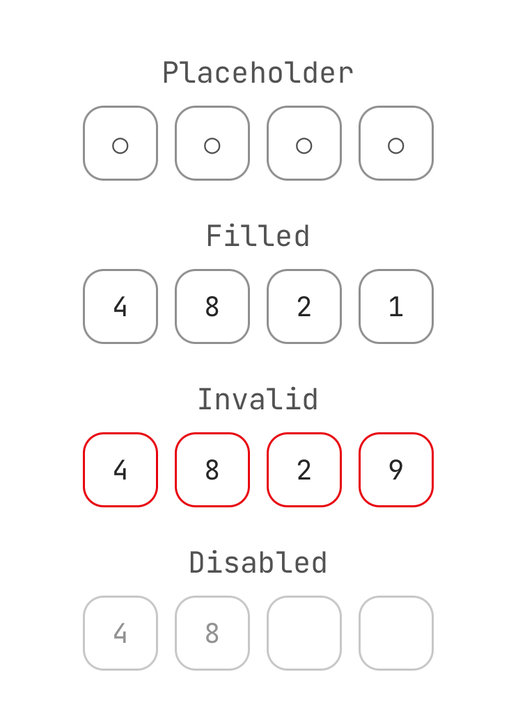 Placeholder
○ ○ ○ ○
Filled
4 8 2 1
Invalid
4 8 2 9
Disabled
4 8